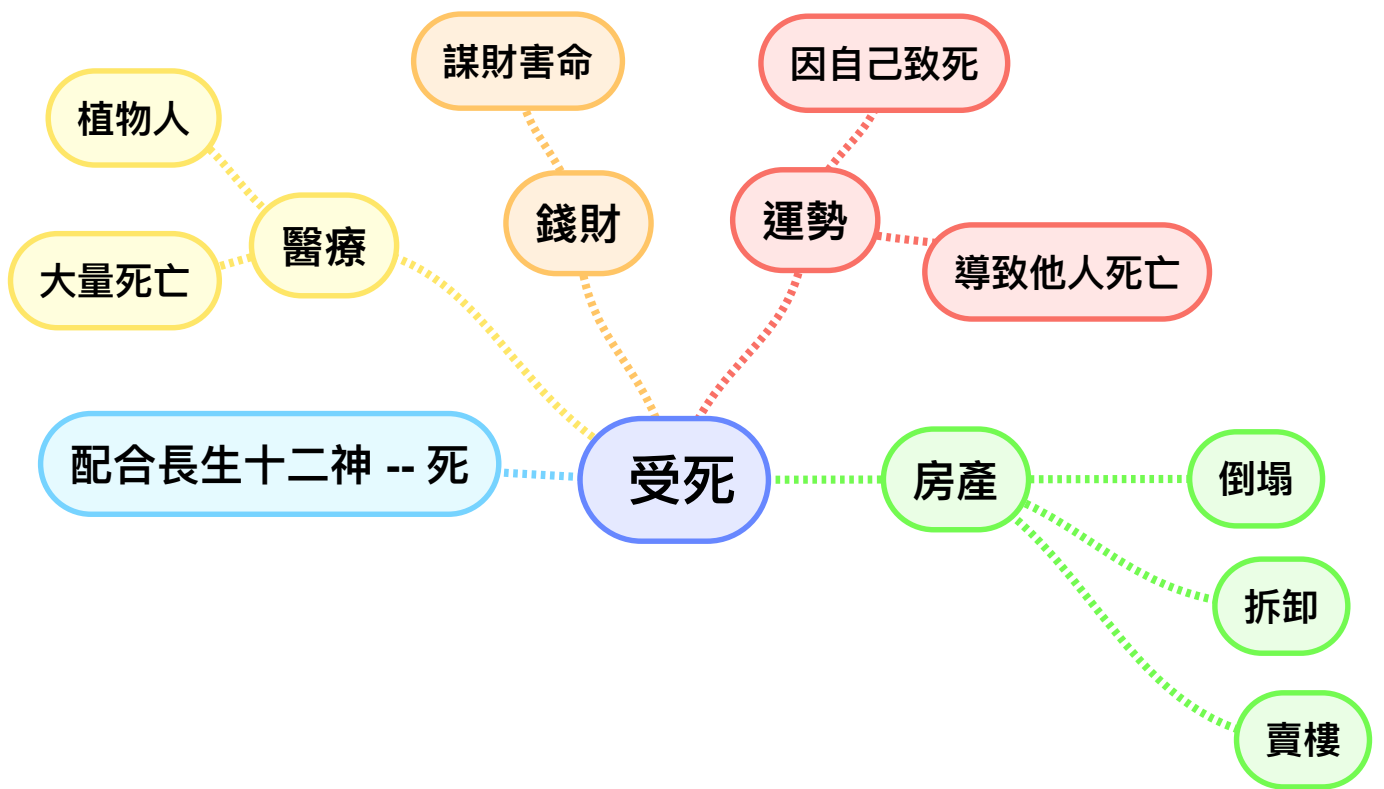 謀財害命
因自己致死
植物人
錢財
運勢
醫療
大量死亡
導致他人死亡
配合長生十二神 -- 死
受死
房產
倒塌
拆卸
賣樓